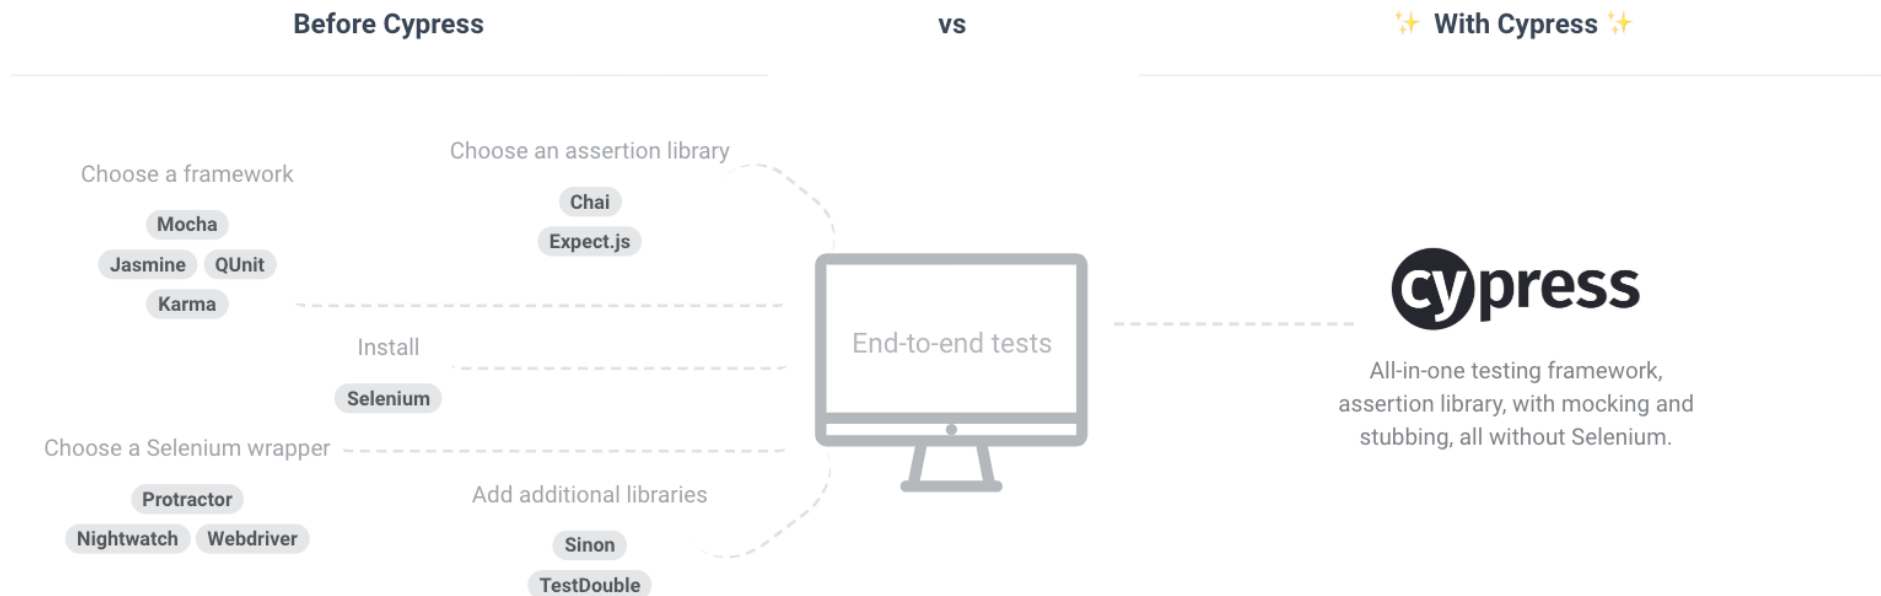 Before Cypress
vs
✨ With Cypress ✨
Choose a framework
Mocha
Jasmine QUnit
Karma
Choose an assertion library
Chai
Expect.js
Install
Selenium
Choose a Selenium wrapper
Protractor
Nightwatch Webdriver
Add additional libraries
Sinon
TestDouble
End-to-end tests
cypress
All-in-one testing framework,
assertion library, with mocking and
stubbing, all without Selenium.